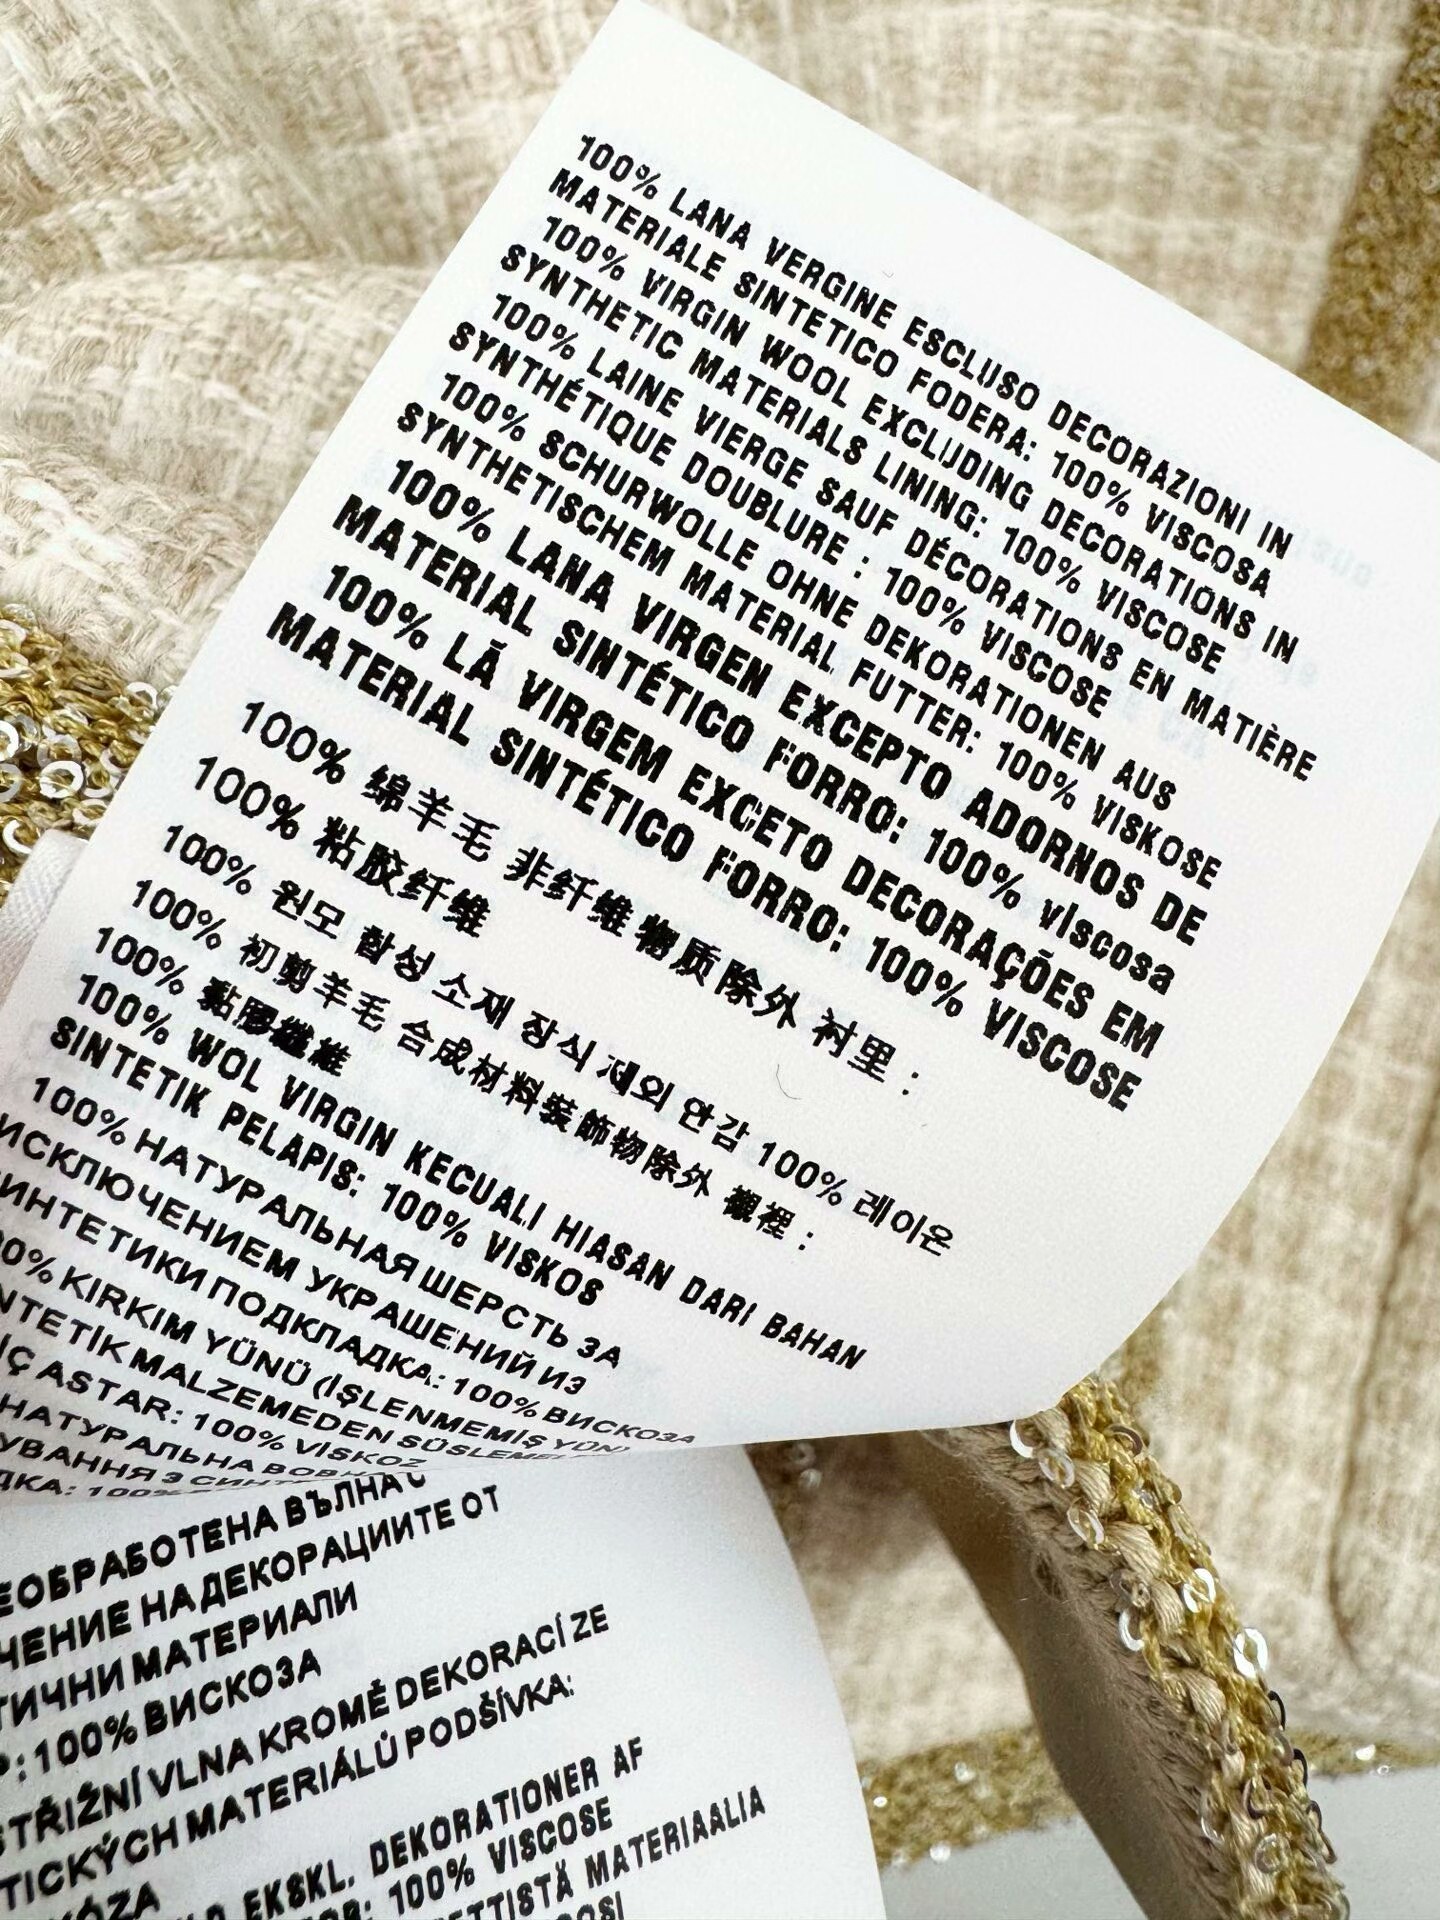 100% LANA VERGINE ESCLUSO DECORAZIONI IN
MATERIALE SINTETICO FODERA: 100% VISCOSA
100% VIRGIN WOOL EXCLUDING DECORATIONS IN
SYNTHETIC MATERIALS LINING: 100% VISCOSE
100% LAINE VIERGE SAUF DÉCORATIONS EN MATIÈRE
SYNTHÉTIQUE DOUBLURE : 100% VISCOSE
100% SCHURWOLLE OHNE DEKORATIONEN AUS
SYNTHETISCHEM MATERIAL FUTTER: 100% VISKOSE
100% LANA VIRGEN EXCEPTO ADORNOS DE
MATERIAL SINTÉTICO FORRO: 100% viscosa
100% LÃ VIRGEM EXCETO DECORAÇÕES EM
MATERIAL SINTÉTICO FORRO: 100% VISCOSE
100% 绵羊毛 非纤维物质除外 衬里：
100% 粘胶纤维
100% 원모 합성 소재 장식 제외 안감 100% 레이온
100% 初剪羊毛 合成材料裝飾物除外 襯裡：
100% 黏膠纖維
100% WOL VIRGIN KECUALI HIASAN DARI BAHAN
SINTETIK PELAPIS: 100% VISKOS
100% НАТУРАЛЬНАЯ ШЕРСТЬ ЗА
ИСКЛЮЧЕНИЕМ УКРАШЕНИЙ ИЗ
СИНТЕТИКИ ПОДКЛАДКА: 100% ВИСКОЗА
KIRKIM YÜNÜ (İŞLENMEMİŞ YÜN)
MALZEMEDEN
İÇ ASTAR: 100% VİSKOZ
НАТУРАЛЬНА
З
100%
ВЪЛНА С
НА ДЕКОРАЦИИТЕ ОТ
МАТЕРИАЛИ
100% ВИСКОЗА
VLNA KROMĚ DEKORACÍ ZE
MATERIÁLŮ PODŠÍVKA:
EKSKL. DEKORATIONER AF
100% VISCOSE
MATERIAALIA